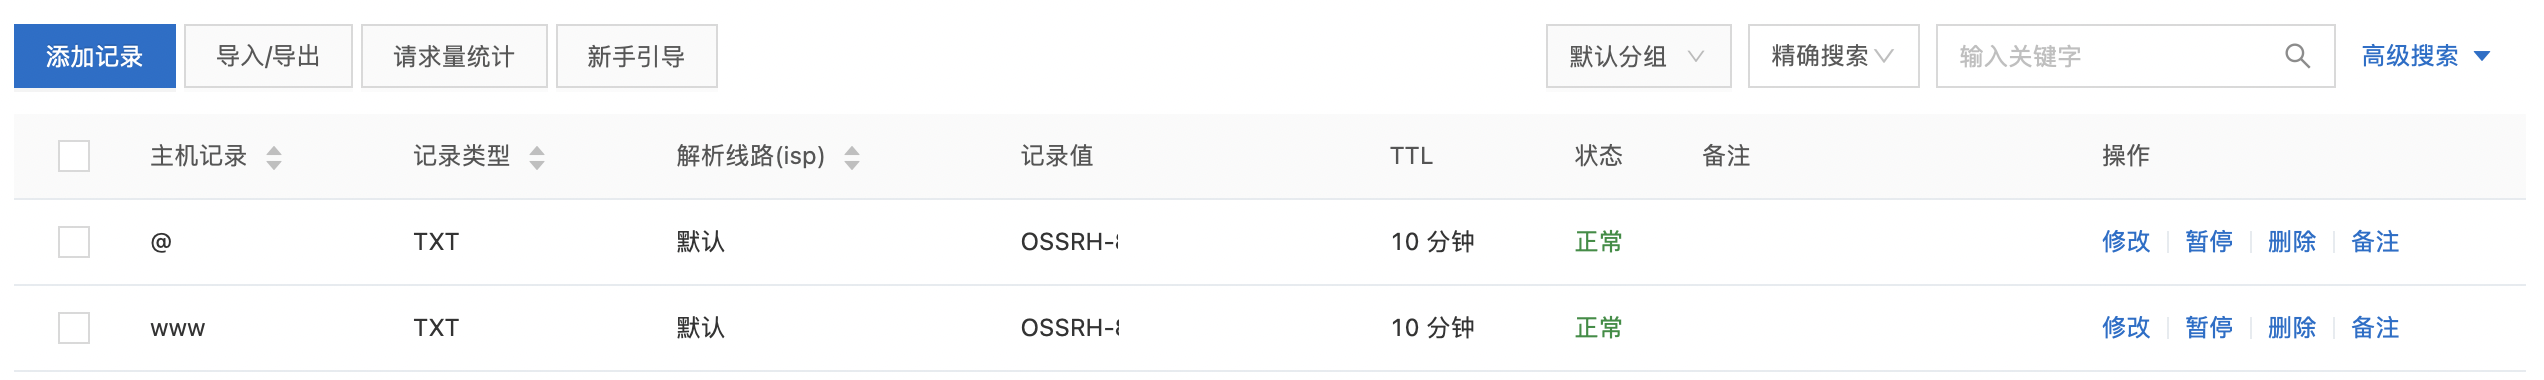 添加记录 导入/导出 请求量统计 新手引导 默认分组 精确搜索 输入关键字 高级搜索
主机记录 记录类型 解析线路(isp) 记录值 TTL 状态 备注 操作
@ TXT 默认 OSSRH- 10 分钟 正常 修改 暂停 删除 备注
www TXT 默认 OSSRH- 10 分钟 正常 修改 暂停 删除 备注